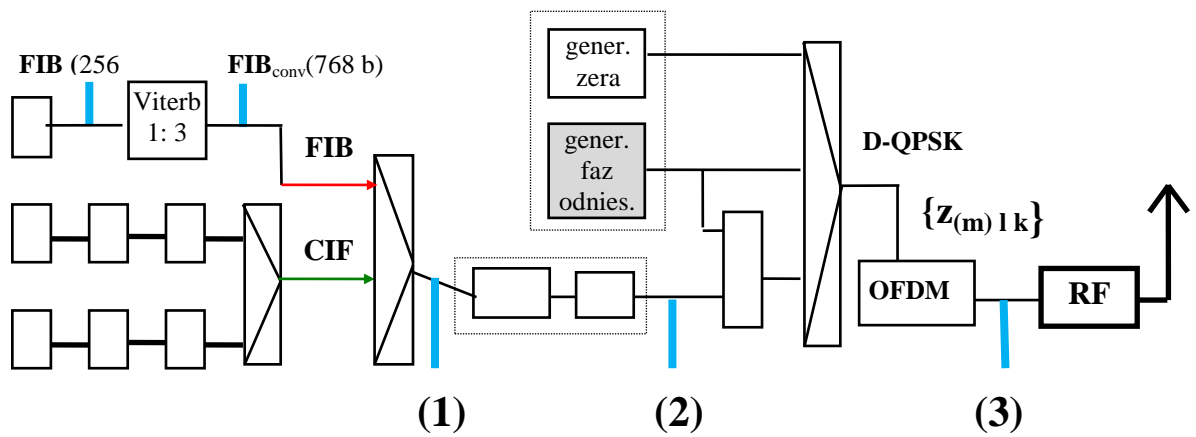 FIB (256
FIBconv(768 b)
Viterb
1: 3
FIB
CIF
gener.
zera
gener.
faz
odnies.
D-QPSK
{z(m) l k}
OFDM
RF
(1)
(2)
(3)